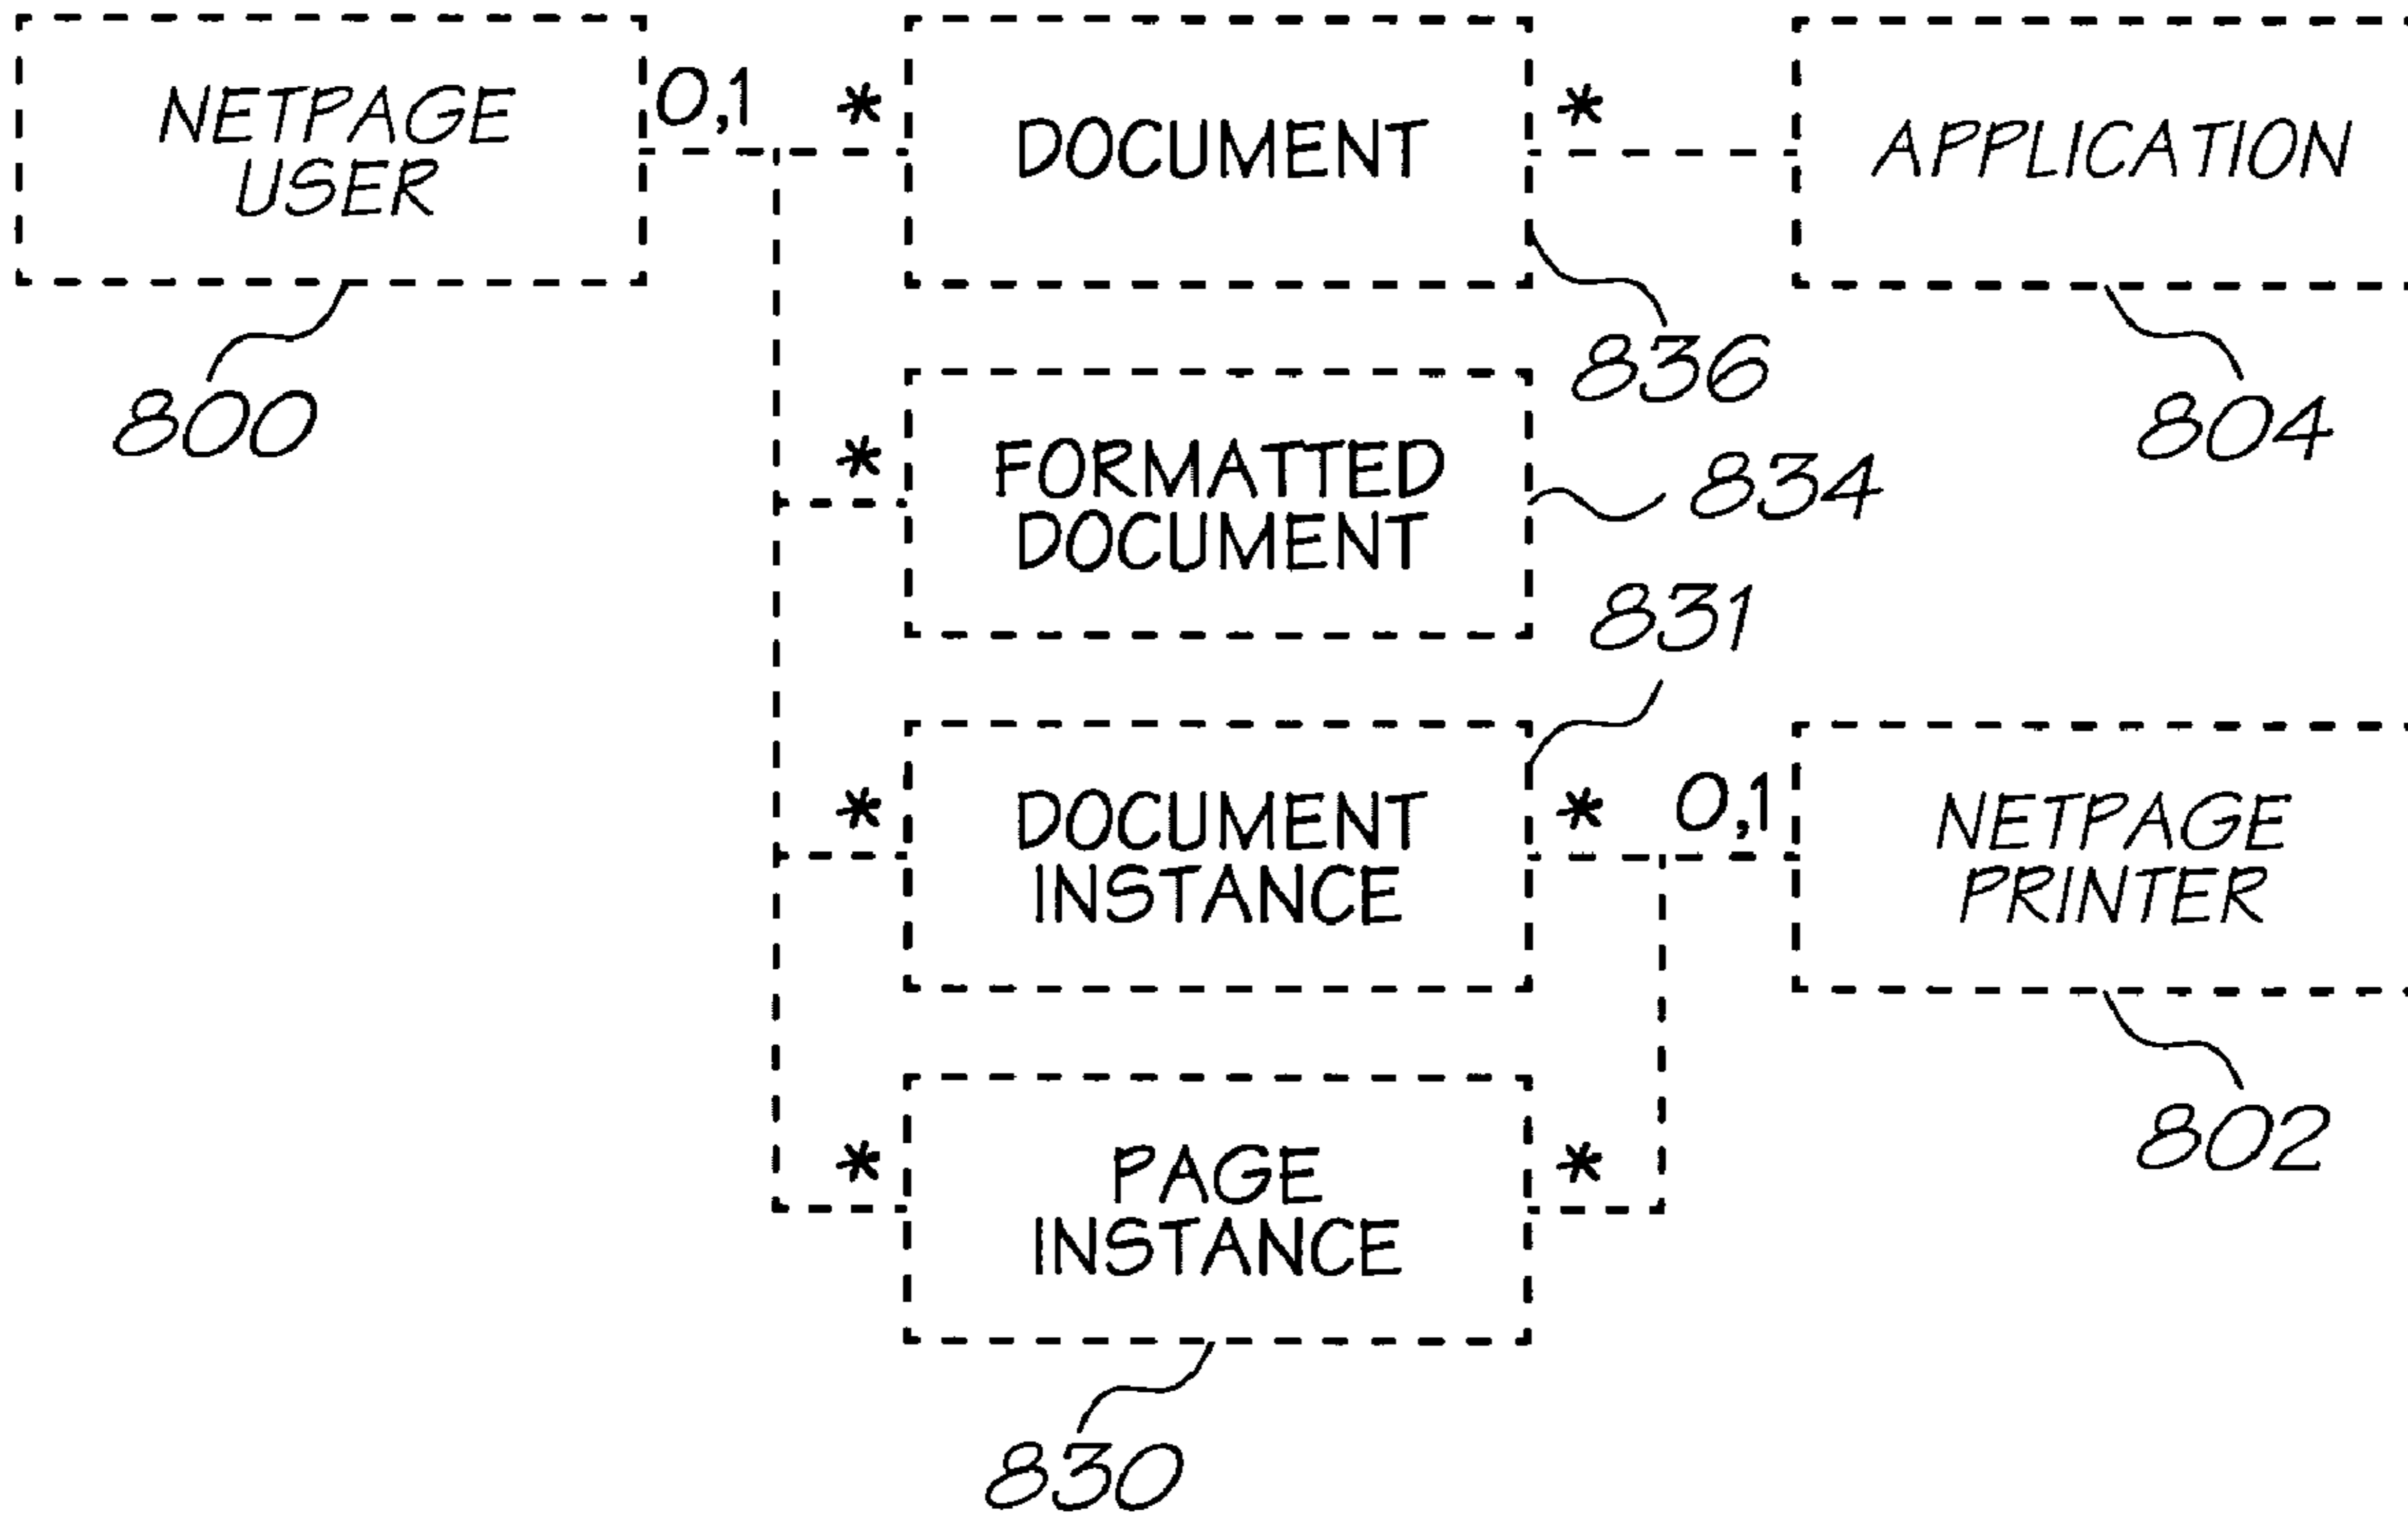 NETPAGE
USER
0,1
*
DOCUMENT
*
APPLICATION
800
836
804
*
FORMATTED
DOCUMENT
834
831
*
DOCUMENT
INSTANCE
*
0,1
NETPAGE
PRINTER
802
*
PAGE
INSTANCE
*
830